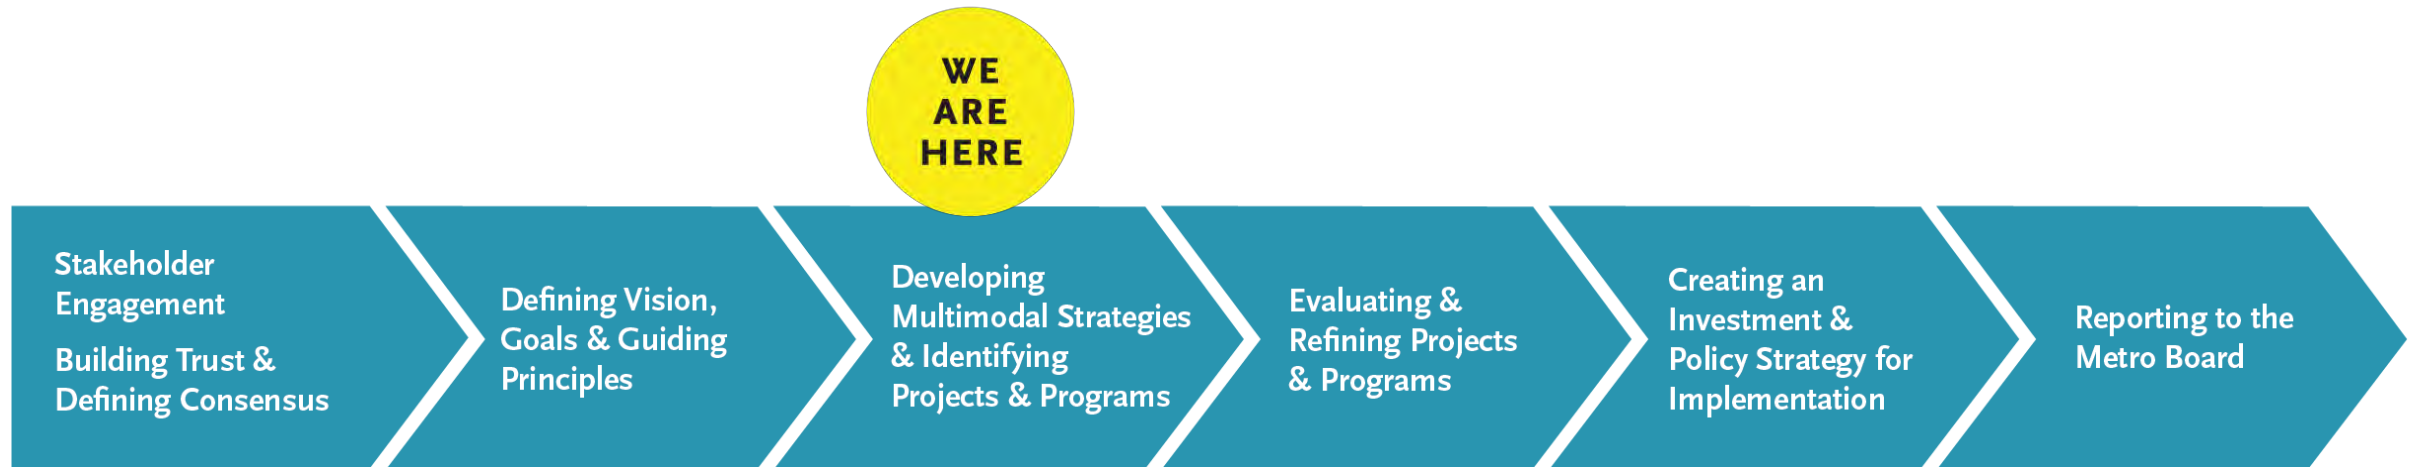 WE
ARE
HERE
Stakeholder
Engagement
Building Trust &
Defining Consensus
Defining Vision,
Goals & Guiding
Principles
Developing
Multimodal Strategies
& Identifying
Projects & Programs
Evaluating &
Refining Projects
& Programs
Creating an
Investment &
Policy Strategy for
Implementation
Reporting to the
Metro Board